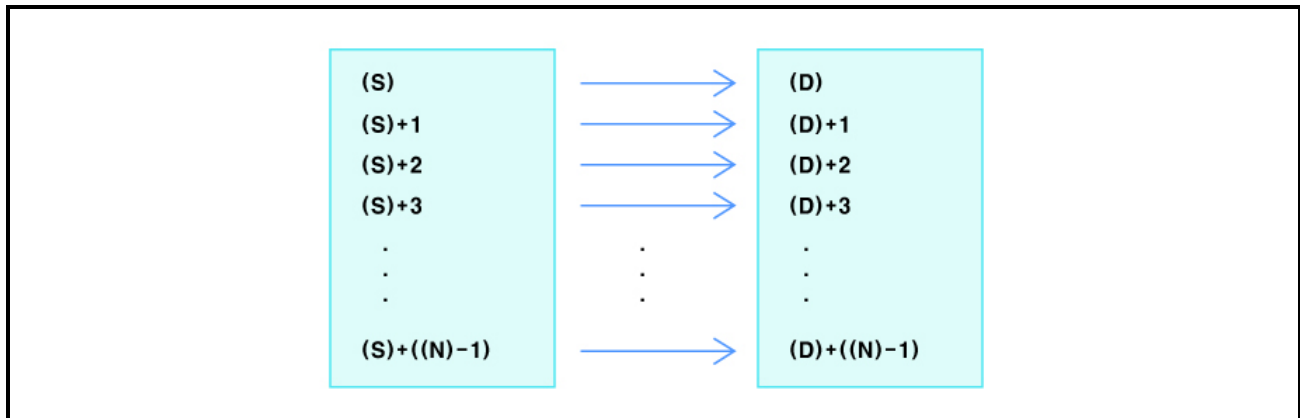 (S) (D)
(S)+1 (D)+1
(S)+2 (D)+2
(S)+3 (D)+3
. . .
. . .
. . .
(S)+((N)-1) (D)+((N)-1)